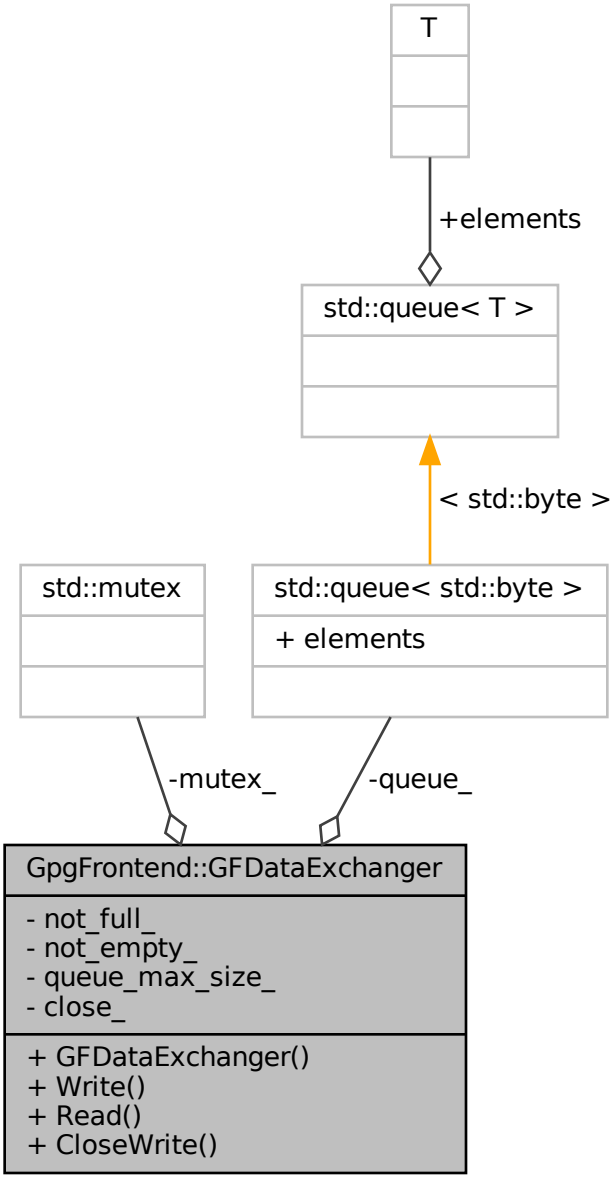 T
+elements
std::queue< T >
< std::byte >
std::mutex
std::queue< std::byte >
+ elements
-mutex_
-queue_
GpgFrontend::GFDataExchanger
- not_full_
- not_empty_
- queue_max_size_
- close_
+ GFDataExchanger()
+ Write()
+ Read()
+ CloseWrite()